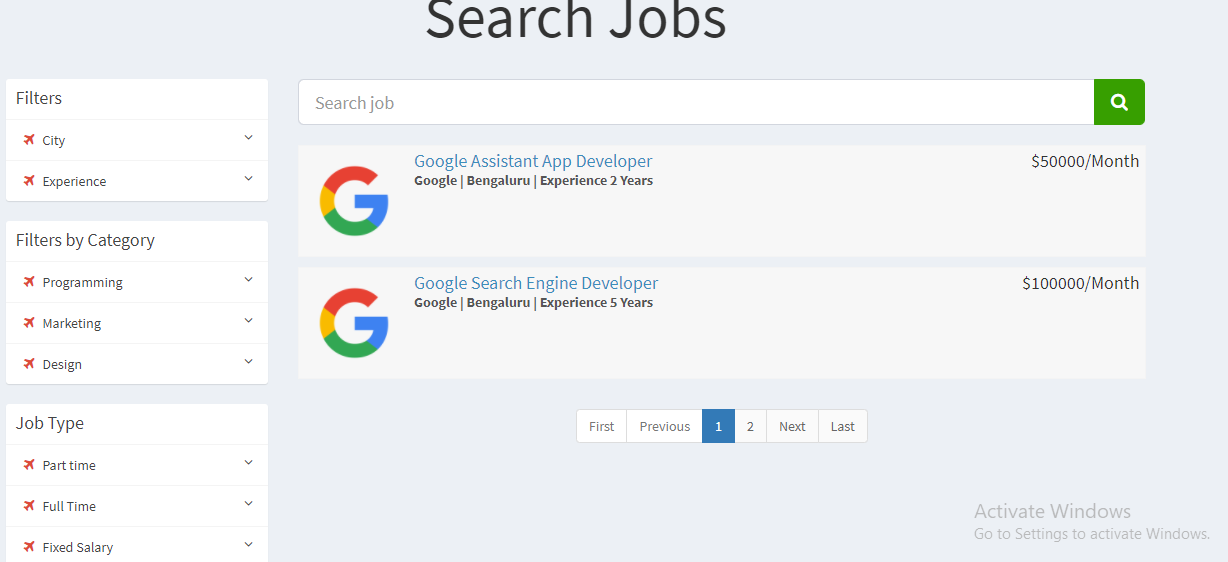 Search Jobs
Filters
City
Experience
Filters by Category
Programming
Marketing
Design
Job Type
Part time
Full Time
Fixed Salary
Search job
Google Assistant App Developer
$50000/Month
Google | Bengaluru | Experience 2 Years
Google Search Engine Developer
$100000/Month
Google | Bengaluru | Experience 5 Years
First Previous 1 2 Next Last
Activate Windows
Go to Settings to activate Windows.